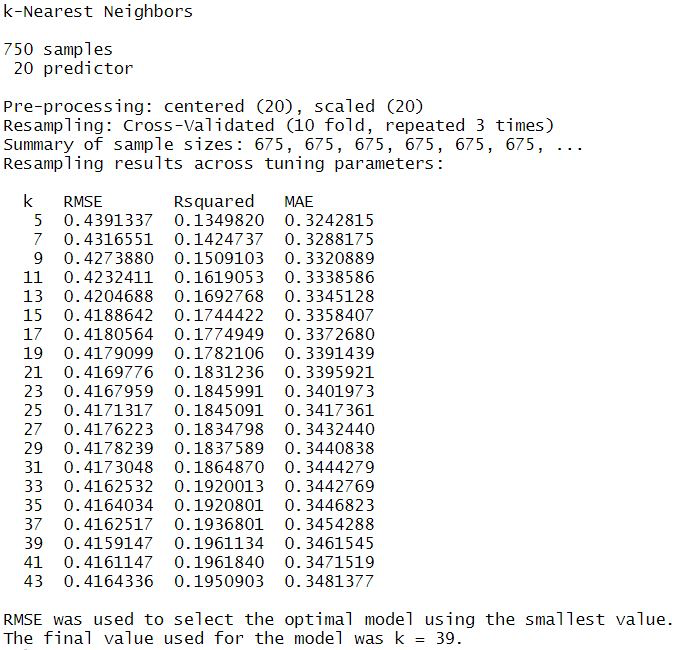 k-Nearest Neighbors
750 samples
20 predictor
Pre-processing: centered (20), scaled (20)
Resampling: Cross-Validated (10 fold, repeated 3 times)
Summary of sample sizes: 675, 675, 675, 675, 675, 675, ...
Resampling results across tuning parameters:
k RMSE Rsquared MAE
5 0.4391337 0.1349820 0.3242815
7 0.4316551 0.1424737 0.3288175
9 0.4273880 0.1509103 0.3320889
11 0.4232411 0.1619053 0.3338586
13 0.4204688 0.1692768 0.3345128
15 0.4188642 0.1744422 0.3358407
17 0.4180564 0.1774949 0.3372680
19 0.4179099 0.1782106 0.3391439
21 0.4169776 0.1831236 0.3395921
23 0.4167959 0.1845991 0.3401973
25 0.4171317 0.1845091 0.3417361
27 0.4176223 0.1834798 0.3432440
29 0.4178239 0.1837589 0.3440838
31 0.4173048 0.1864870 0.3444279
33 0.4162532 0.1920013 0.3442769
35 0.4164034 0.1920801 0.3446823
37 0.4162517 0.1936801 0.3454288
39 0.4159147 0.1961134 0.3461545
41 0.4161147 0.1961840 0.3471519
43 0.4164336 0.1950903 0.3481377
RMSE was used to select the optimal model using the smallest value.
The final value used for the model was k = 39.